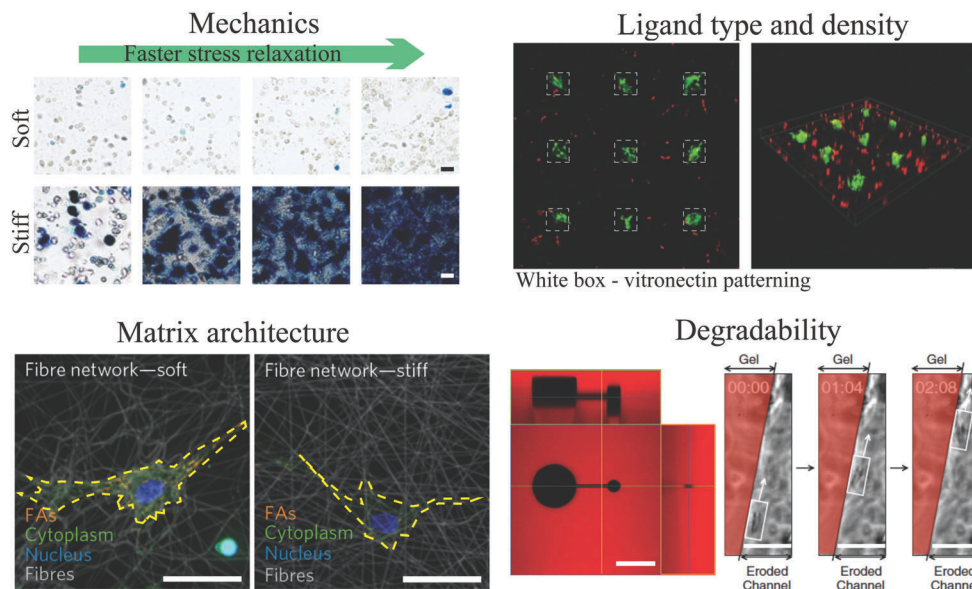 Mechanics
Faster stress relaxation
Soft
Stiff
Ligand type and density
White box - vitronectin patterning
Matrix architecture
Fibre network—soft
FAs
Cytoplasm
Nucleus
Fibres
Fibre network—stiff
FAs
Cytoplasm
Nucleus
Fibres
Degradability
Gel
00:00
Eroded
Channel
Gel
01:04
Eroded
Channel
Gel
02:08
Eroded
Channel